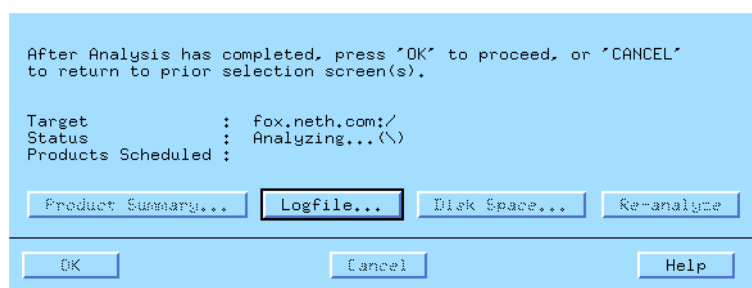 After Analysis has completed, press 'OK' to proceed, or 'CANCEL'
to return to prior selection screen(s).
Target : fox.neth.com:/
Status : Analyzing...(\)
Products Scheduled :
Product Summary... Logfile... Disk Space... Re-analyze
OK Cancel Help